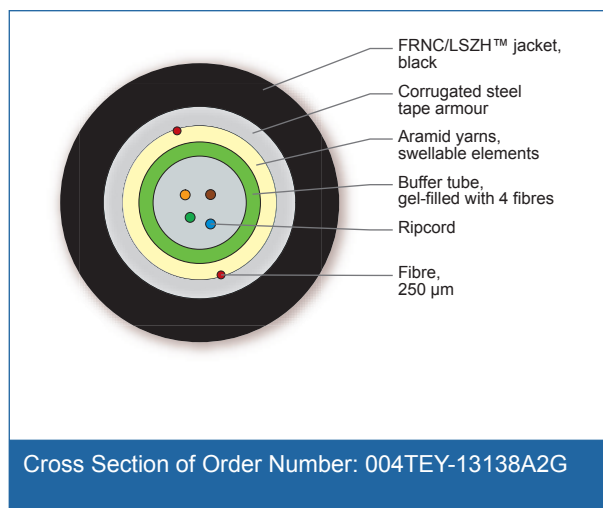 FRNC/LSZH™ jacket,
black
Corrugated steel
tape armour
Aramid yarns,
swellable elements
Buffer tube,
gel-filled with 4 fibres
Ripcord
Fibre,
250 µm
Cross Section of Order Number: 004TEY-13138A2G